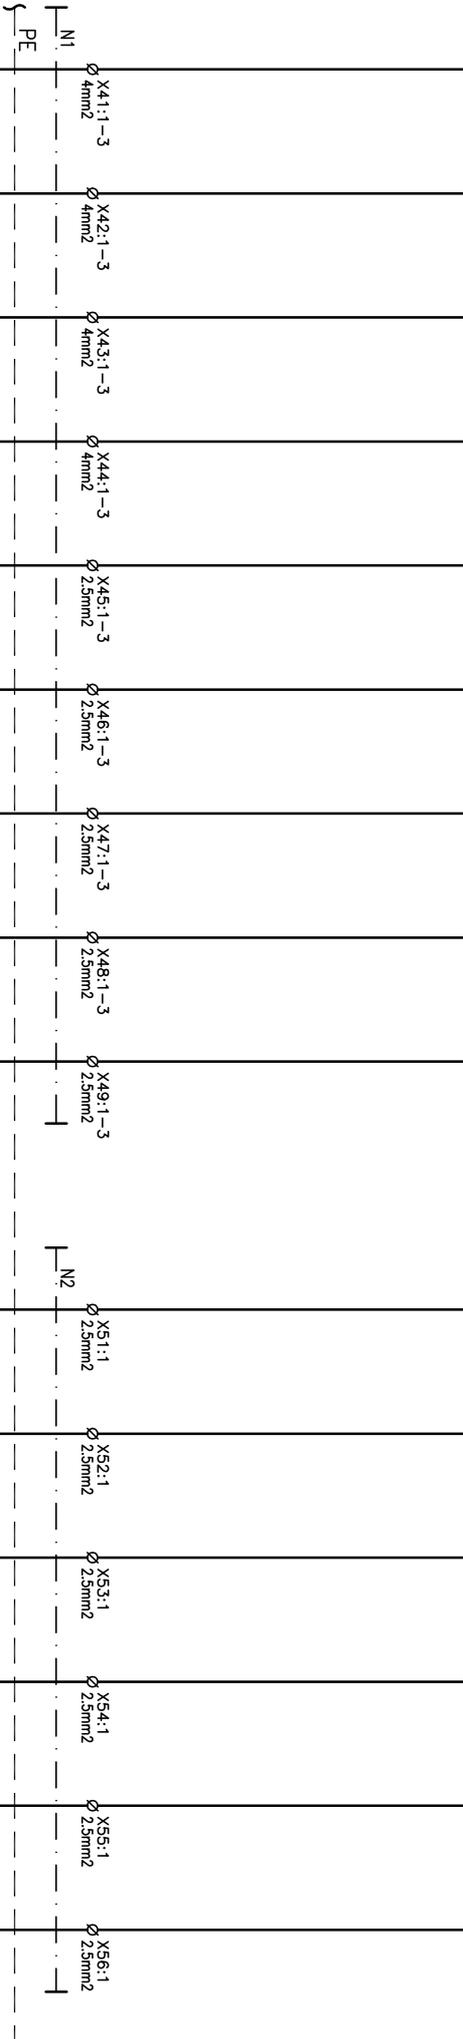 N1
PE
X41:1-3
4mm2
X42:1-3
4mm2
X43:1-3
4mm2
X44:1-3
4mm2
X45:1-3
2.5mm2
X46:1-3
2.5mm2
X47:1-3
2.5mm2
X48:1-3
2.5mm2
X49:1-3
2.5mm2
N2
X51:1
2.5mm2
X52:1
2.5mm2
X53:1
2.5mm2
X54:1
2.5mm2
X55:1
2.5mm2
X56:1
2.5mm2